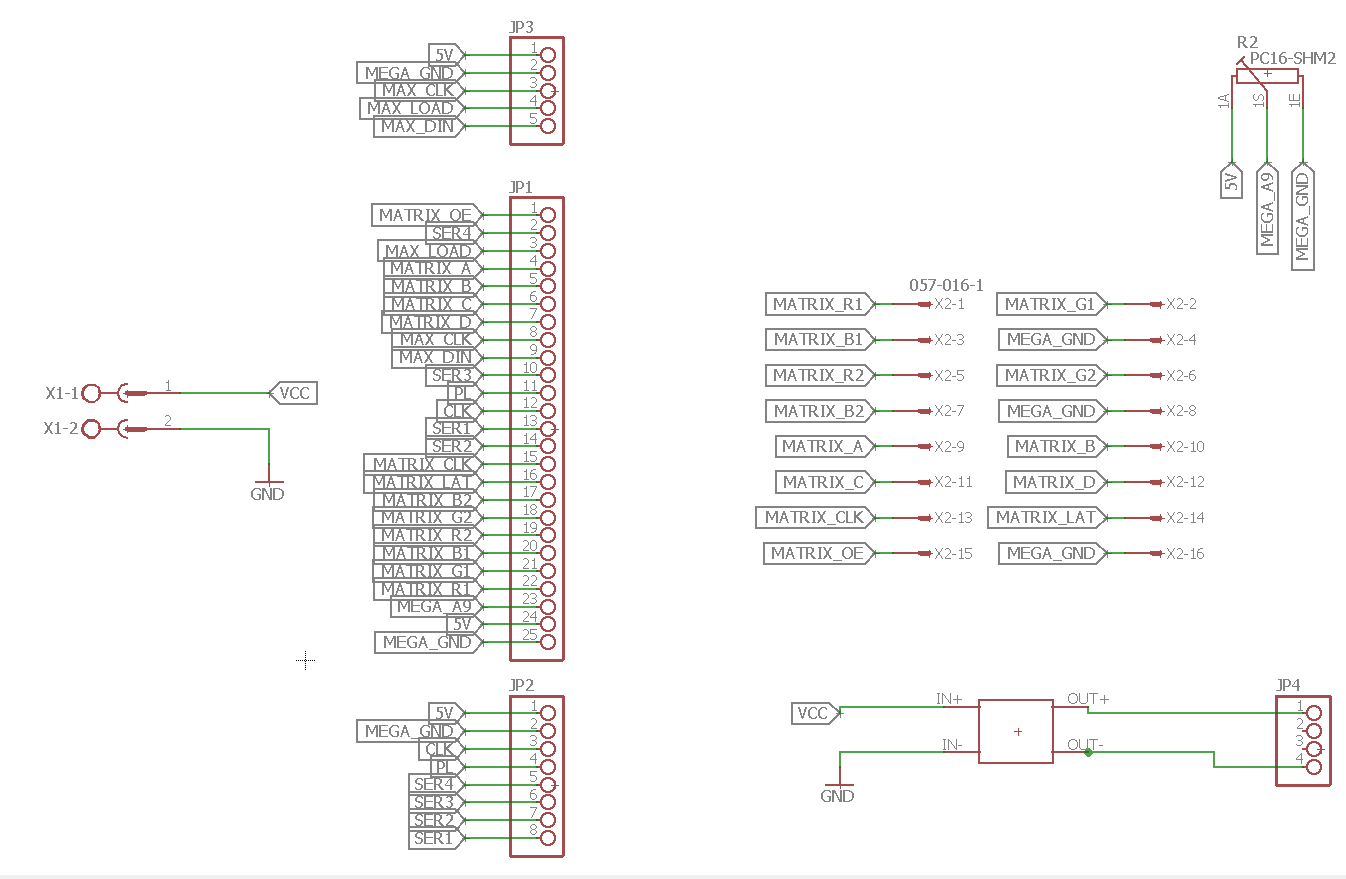 JP3
5V 1
MEGA_GND 2
MAX_CLK 3
MAX_LOAD 4
MAX_DIN 5
R2
PC16-SHM2
1A 1S 1E
5V MEGA_A9 MEGA_GND
JP1
MATRIX_OE 1
SER4 2
MAX_LOAD 3
MATRIX_A 4
MATRIX_B 5
MATRIX_C 6
MATRIX_D 7
MAX_CLK 8
MAX_DIN 9
SER3 10
PL 11
CLK 12
SER1 13
SER2 14
MATRIX_CLK 15
MATRIX_LAT 16
MATRIX_B2 17
MATRIX_G2 18
MATRIX_R2 19
MATRIX_B1 20
MATRIX_G1 21
MATRIX_R1 22
MEGA_A9 23
5V 24
MEGA_GND 25
X1-1 1 VCC
X1-2 2
GND
057-016-1
MATRIX_R1 X2-1 MATRIX_G1 X2-2
MATRIX_B1 X2-3 MEGA_GND X2-4
MATRIX_R2 X2-5 MATRIX_G2 X2-6
MATRIX_B2 X2-7 MEGA_GND X2-8
MATRIX_A X2-9 MATRIX_B X2-10
MATRIX_C X2-11 MATRIX_D X2-12
MATRIX_CLK X2-13 MATRIX_LAT X2-14
MATRIX_OE X2-15 MEGA_GND X2-16
JP2
5V 1
MEGA_GND 2
CLK 3
PL 4
SER4 5
SER3 6
SER2 7
SER1 8
JP4
IN+ OUT+
VCC 1
2
IN- OUT- 3
4
GND